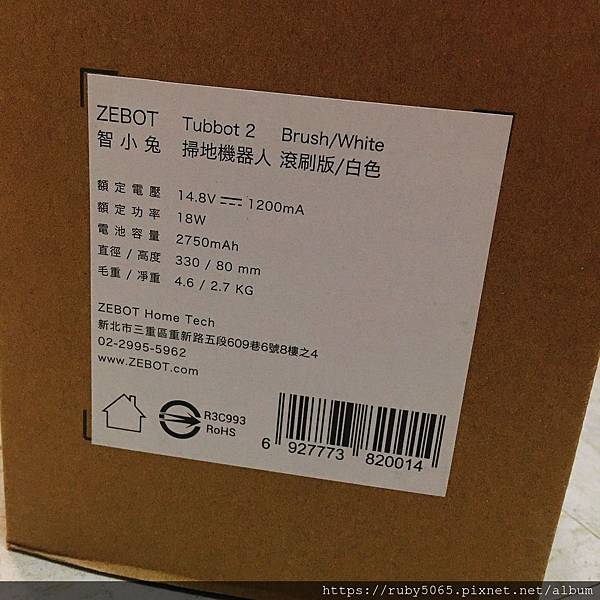 ZEBOT Tubbot 2 Brush/White
智小兔 掃地機器人 滾刷版/白色
額定電壓 14.8V 1200mA
額定功率 18W
電池容量 2750mAh
直徑 / 高度 330 / 80 mm
毛重 / 凈重 4.6 / 2.7 KG
ZEBOT Home Tech
新北市三重區重新路五段609巷6號8樓之4
02-2995-5962
www.ZEBOT.com
R3C993
RoHS
6 927773 820014
https://ruby5065.pixnet.net/album